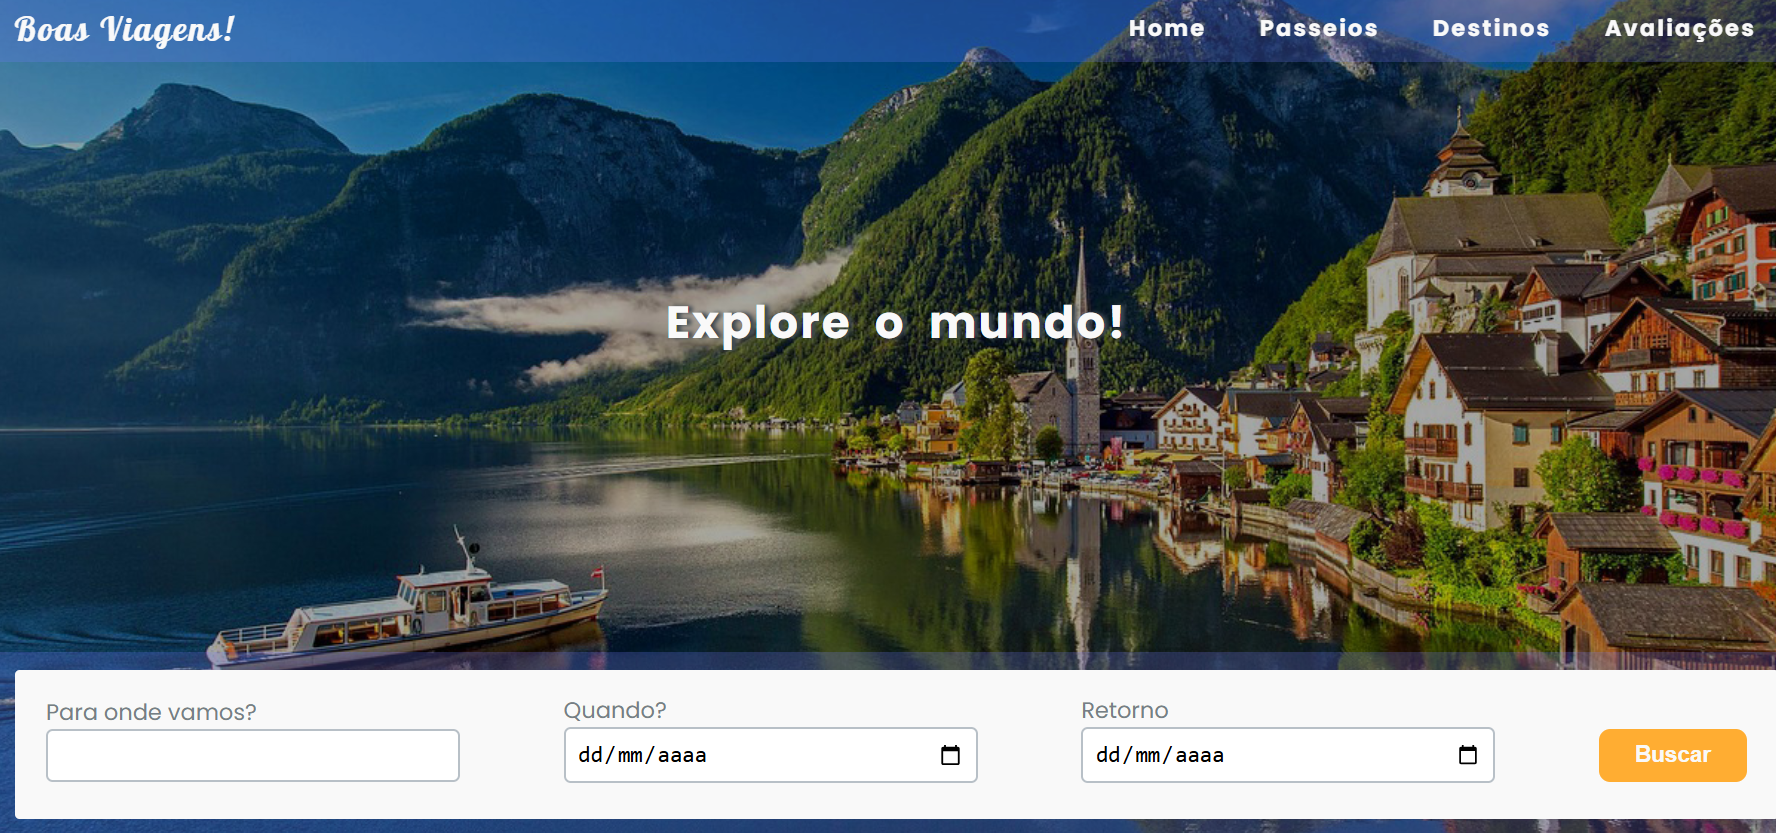 Boas Viagens!
Home Passeios Destinos Avaliações
Explore o mundo!
Para onde vamos? Quando? Retorno
dd/mm/aaaa dd/mm/aaaa Buscar